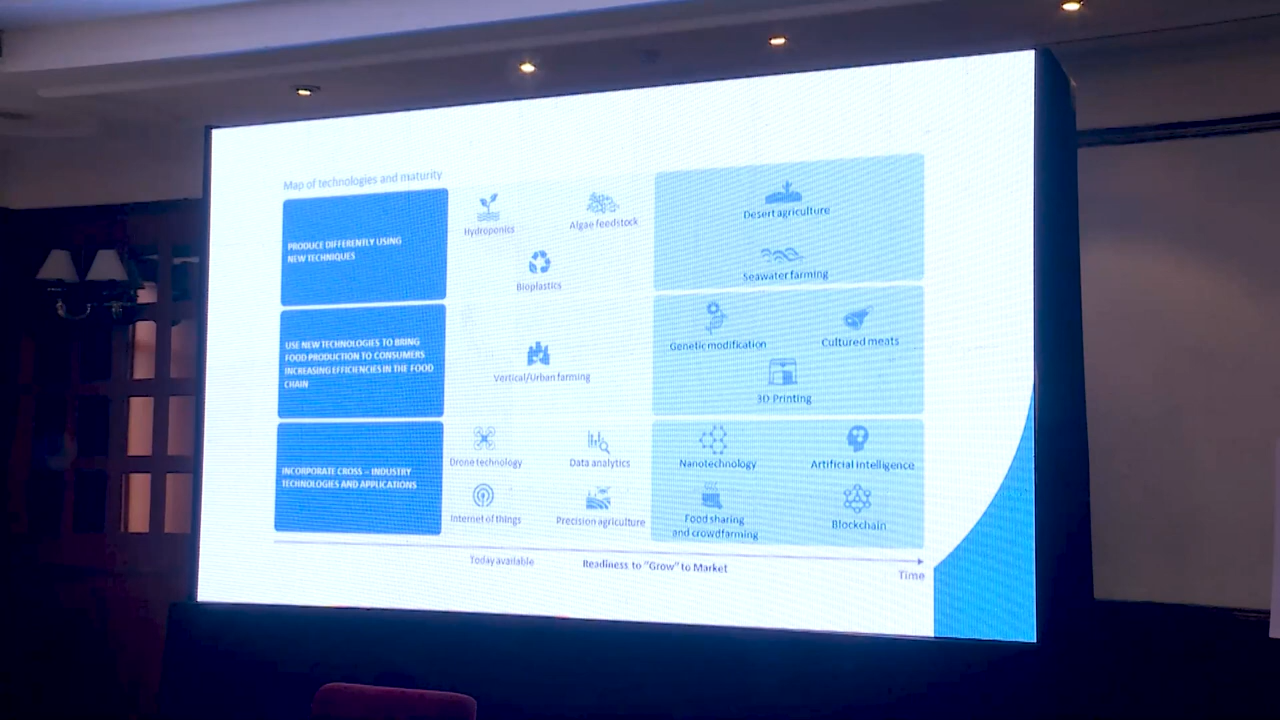 Map of technologies and maturity
PRODUCE DIFFERENTLY USING
NEW TECHNIQUES
Hydroponics
Algae feedstock
Bioplastics
Desert agriculture
Seawater farming
USE NEW TECHNOLOGIES TO BRING
FOOD PRODUCTION TO CONSUMERS
INCREASING EFFICIENCIES IN THE FOOD
CHAIN
Vertical/Urban farming
Genetic modification
Cultured meats
3D Printing
INCORPORATE CROSS – INDUSTRY
TECHNOLOGIES AND APPLICATIONS
Drone technology
Data analytics
Internet of things
Precision agriculture
Nanotechnology
Artificial intelligence
Food sharing
and crowdfarming
Blockchain
Today available
Readiness to "Grow" to Market
Time